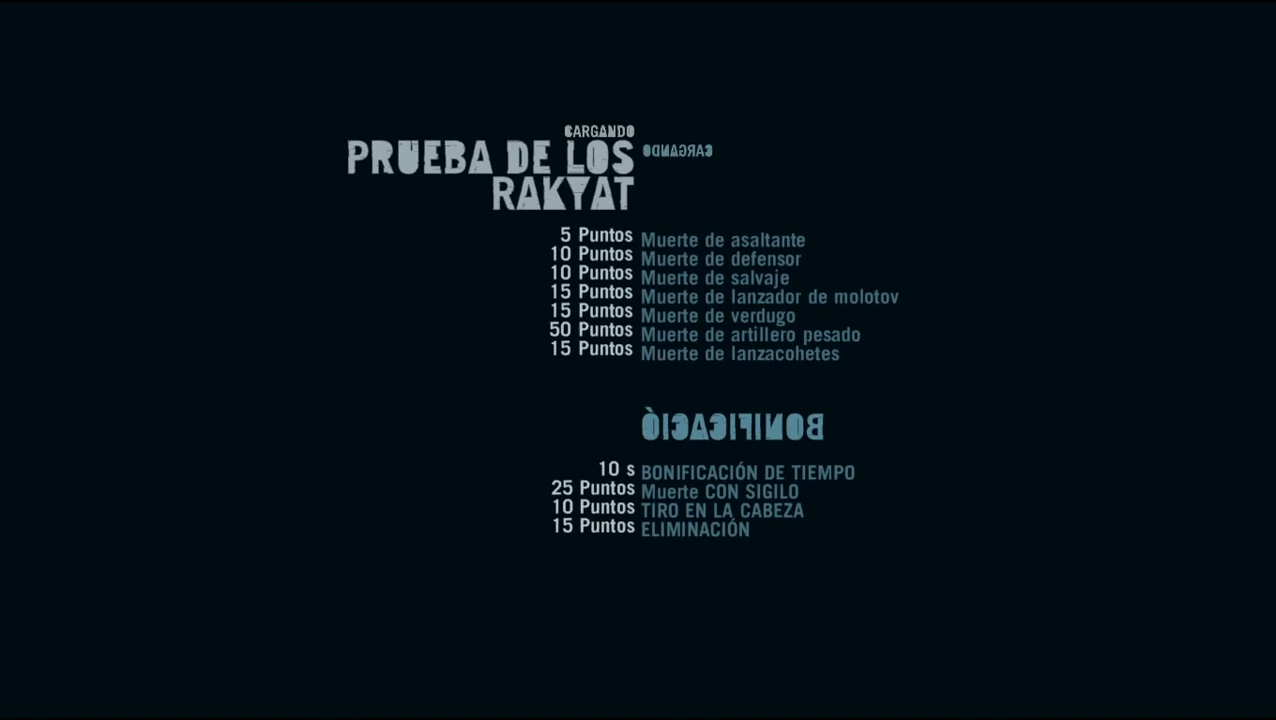 CARGANDO
CARGANDO
PRUEBA DE LOS
RAKYAT
5 Puntos Muerte de asaltante
10 Puntos Muerte de defensor
10 Puntos Muerte de salvaje
15 Puntos Muerte de lanzador de molotov
15 Puntos Muerte de verdugo
50 Puntos Muerte de artillero pesado
15 Puntos Muerte de lanzacohetes
BONIFICACIÒ
10 s BONIFICACIÓN DE TIEMPO
25 Puntos Muerte CON SIGILO
10 Puntos TIRO EN LA CABEZA
15 Puntos ELIMINACIÓN